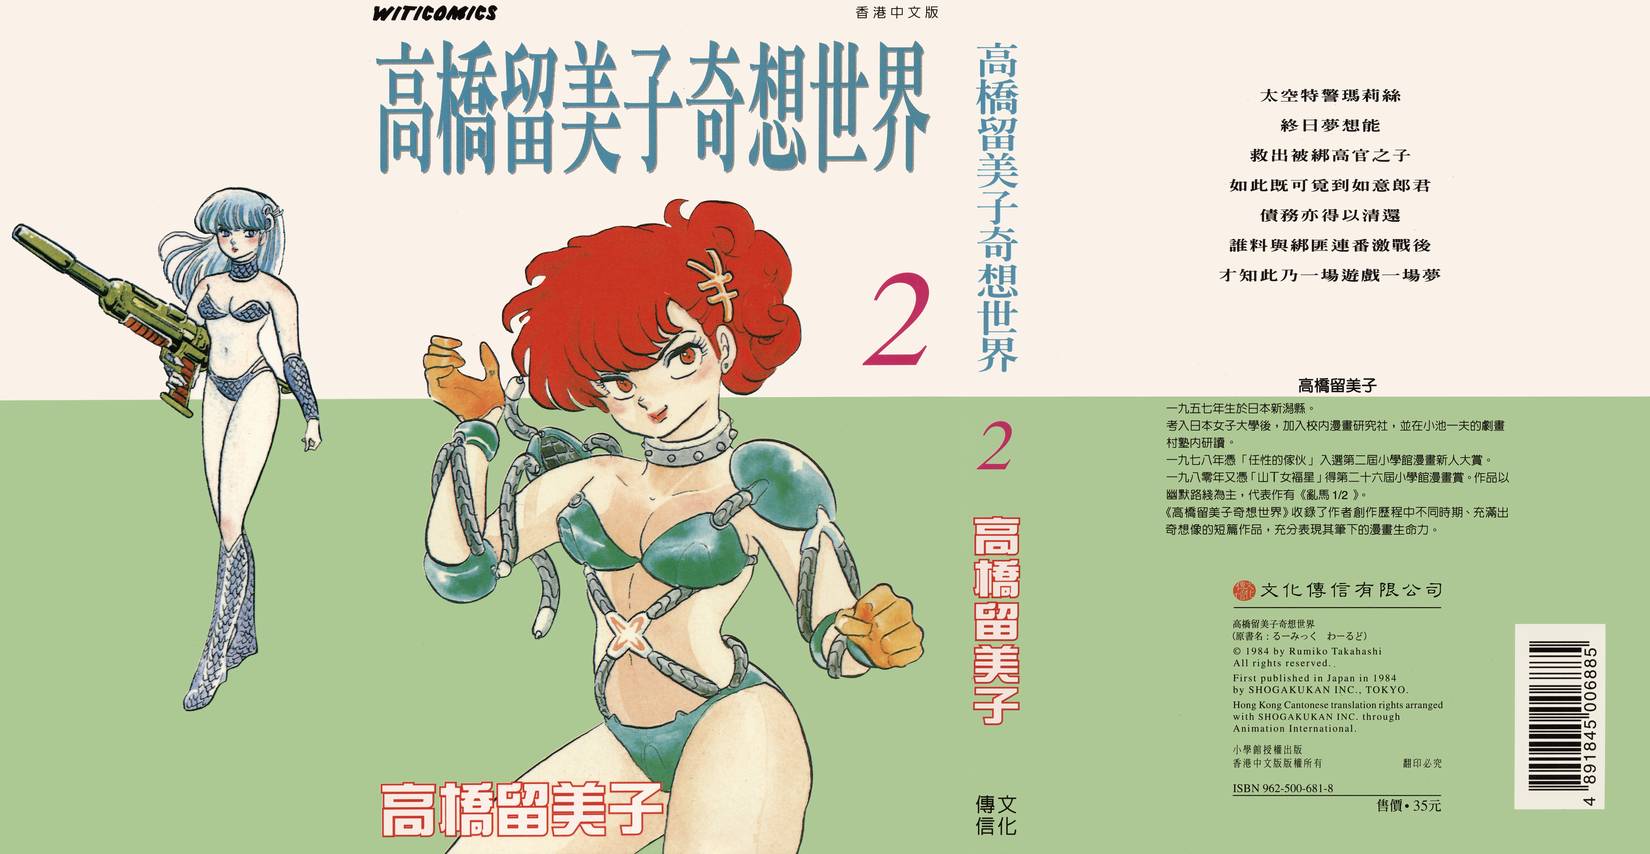 WITICOMICS
香港中文版
高橋留美子奇想世界
2
高橋留美子
高橋留美子奇想世界
2
高橋留美子
文化
傳信
太空特警瑪莉絲
終日夢想能
救出被綁高官之子
如此既可覓到如意郎君
債務亦得以清還
誰料與綁匪連番激戰後
才知此乃一場遊戲一場夢
高橋留美子
一九五七年生於日本新潟縣。
考入日本女子大學後，加入校内漫畫研究社，並在小池一夫的劇畫
村塾内研讀。
一九七八年憑「任性的傢伙」入選第二屆小學館漫畫新人大賞。
一九八零年又憑「山T女福星」得第二十六屆小學館漫畫賞。作品以
幽默路綫為主，代表作有《亂馬1/2 》。
《高橋留美子奇想世界》收錄了作者創作歷程中不同時期、充滿出
奇想像的短篇作品，充分表現其筆下的漫畫生命力。
文化傳信有限公司
高橋留美子奇想世界
（原書名：るーみっく　わーるど）
© 1984 by Rumiko Takahashi
All rights reserved.
First published in Japan in 1984
by SHOGAKUKAN INC., TOKYO.
Hong Kong Cantonese translation rights arranged
with SHOGAKUKAN INC. through
Animation International.
小學館授權出版
香港中文版版權所有　翻印必究
ISBN 962-500-681-8
售價・35元
4 891845 006885